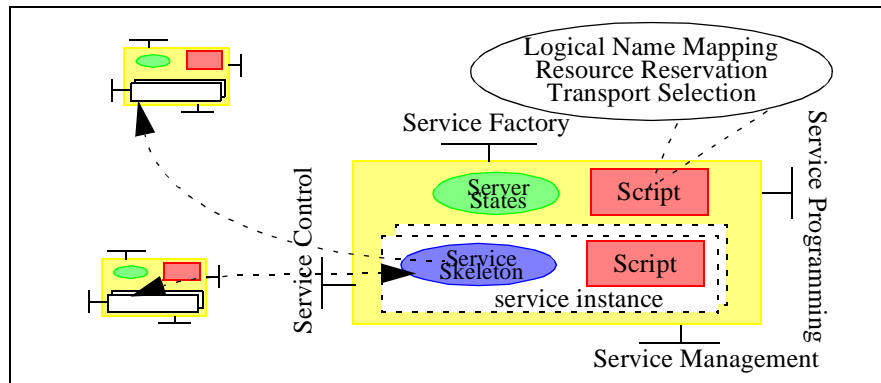 Logical Name Mapping
Resource Reservation
Transport Selection
Service Factory
Service Programming
Service Control
Server
States
Script
Service
Skeleton
Script
service instance
Service Management